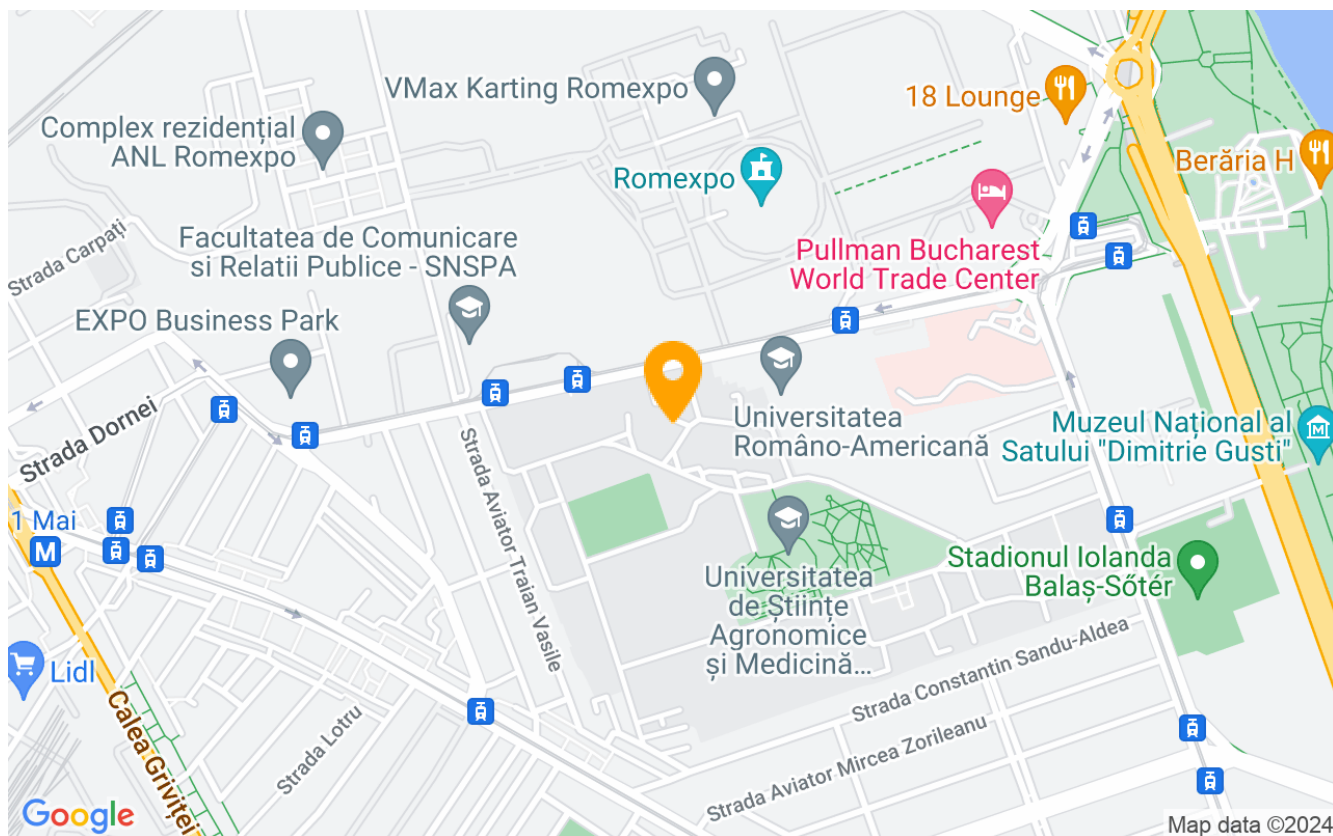 VMax Karting Romexpo
18 Lounge
Complex rezidențial
ANL Romexpo
Berăria H
Romexpo
Strada Carpați
Facultatea de Comunicare
si Relatii Publice - SNSPA
Pullman Bucharest
World Trade Center
EXPO Business Park
Strada Dornei
Universitatea
Româno-Americană
Muzeul Național al
Satului "Dimitrie Gusti"
Strada Aviator Traian Vasile
1 Mai
M
Stadionul Iolanda
Balaș-Sőtér
Universitatea
de Științe
Agronomice
și Medicină...
Lidl
Strada Constantin Sandu-Aldea
Calea Griviței
Strada Lotru
Strada Aviator Mircea Zorileanu
Google
Map data ©2024